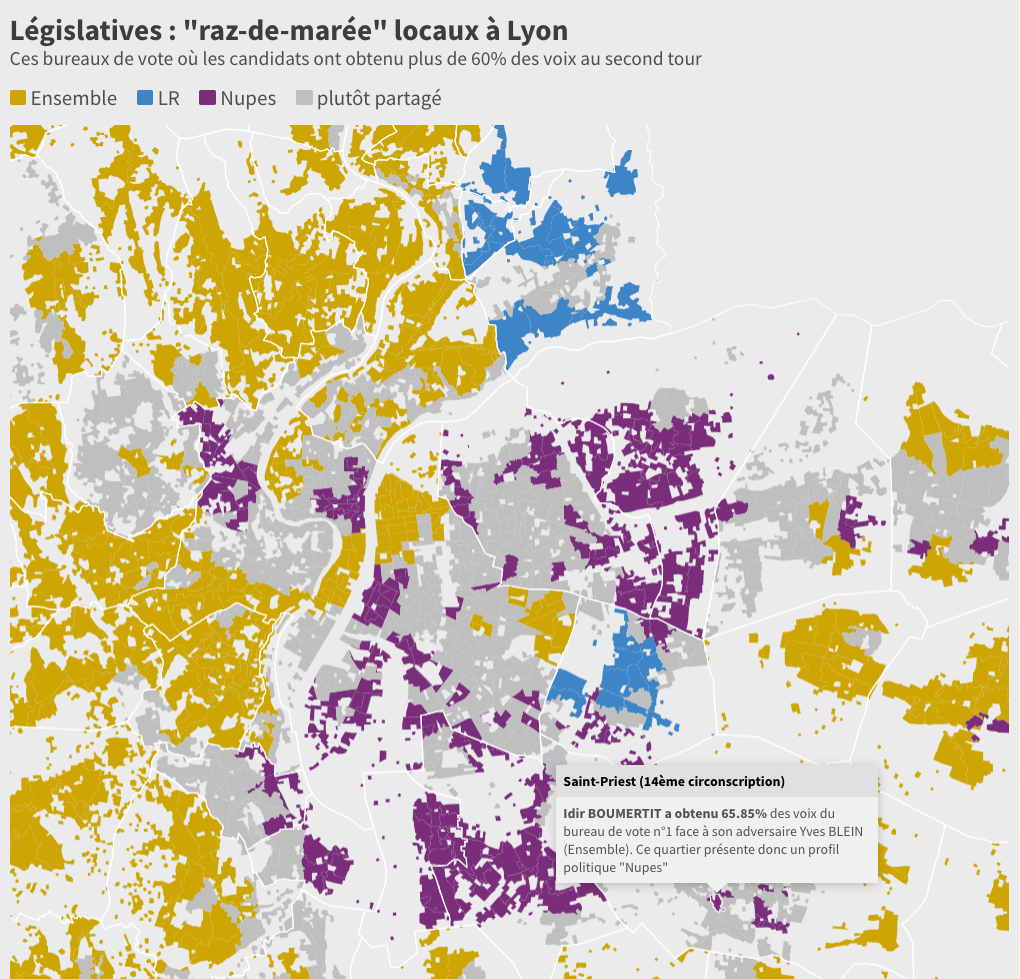 Législatives : "raz-de-marée" locaux à Lyon
Ces bureaux de vote où les candidats ont obtenu plus de 60% des voix au second tour
Ensemble LR Nupes plutôt partagé
Saint-Priest (14ème circonscription)
Idir BOUMERTIT a obtenu 65.85% des voix du
bureau de vote n°1 face à son adversaire Yves BLEIN
(Ensemble). Ce quartier présente donc un profil
politique "Nupes"